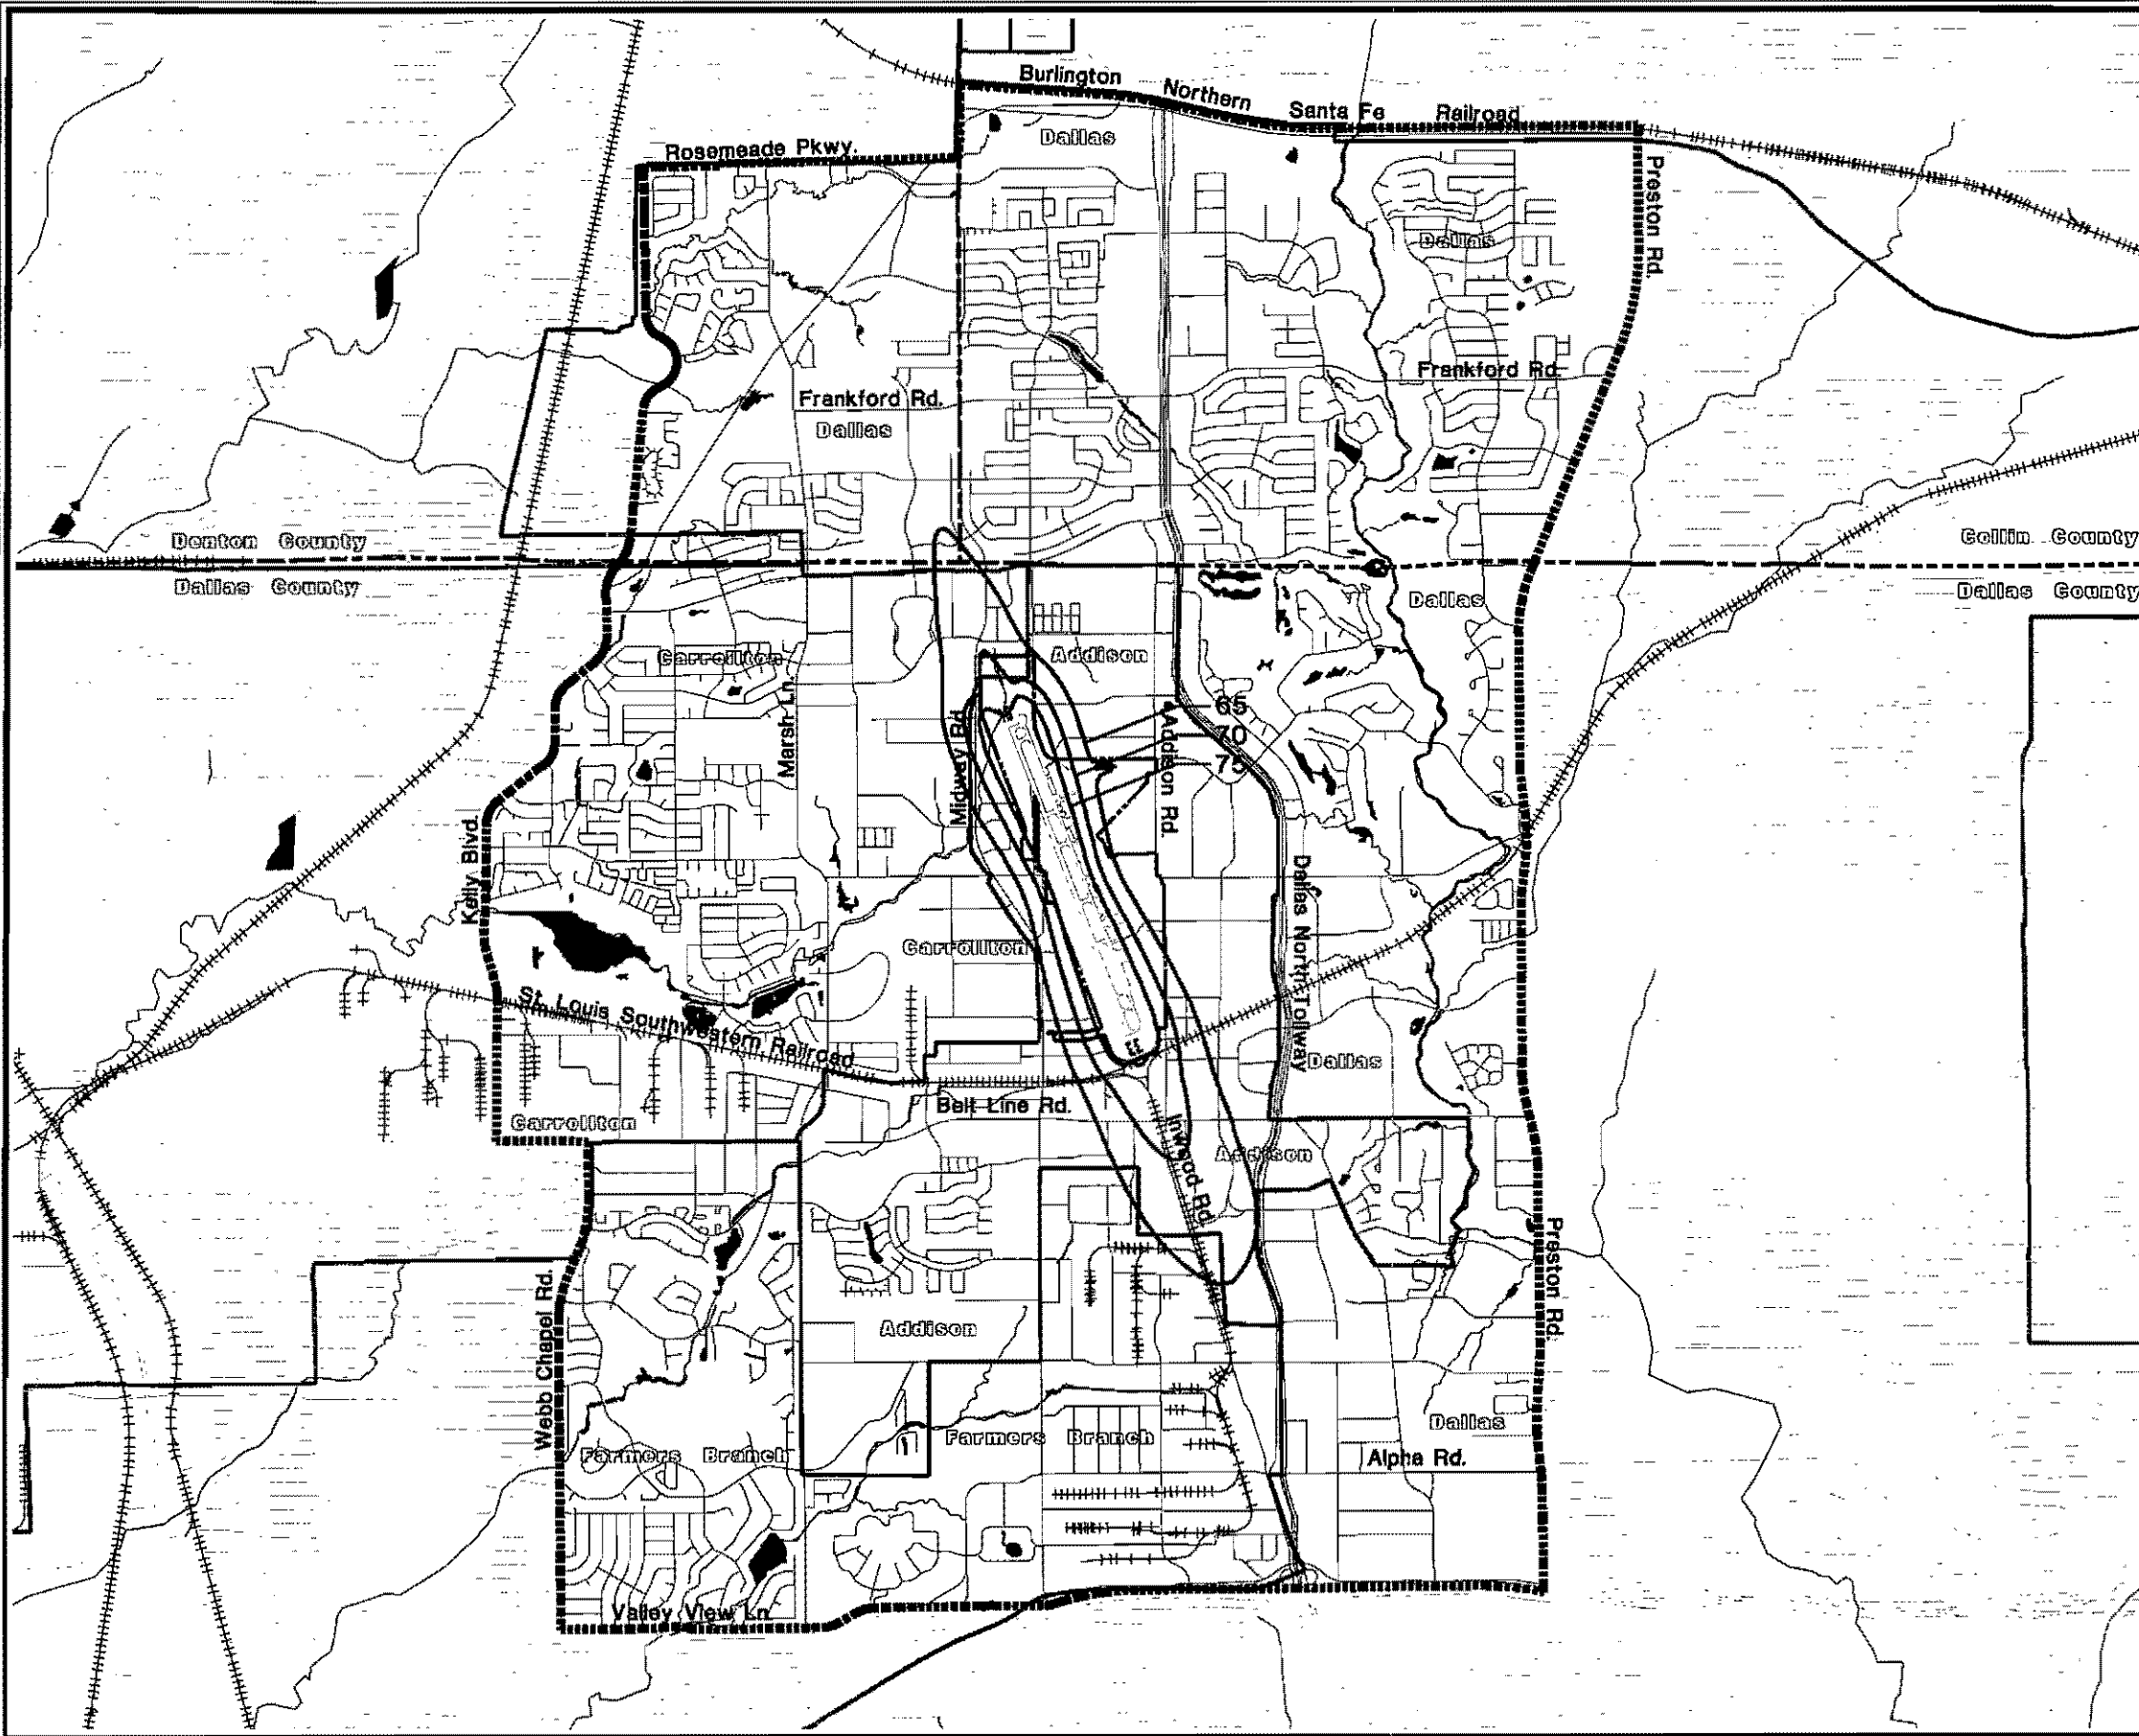 Burlington Northern Santa Fe Railroad
Dallas
Rosemeade Pkwy.
Preston Rd.
Dallas
Frankford Rd.
Frankford Rd.
Dallas
Denton County
Collin County
Dallas County
Dallas County
Dallas
Carrollton
Addison
Marsh Ln.
Midway Rd.
65
70
75
Addison Rd.
Kelly Blvd.
Dallas North Tollway
Carrollton
St. Louis Southwestern Railroad
Dallas
Belt Line Rd.
Carrollton
Inwood Rd.
Addison
Preston Rd.
Webb Chapel Rd.
Addison
Dallas
Farmers Branch
Farmers Branch
Alpha Rd.
Valley View Ln.